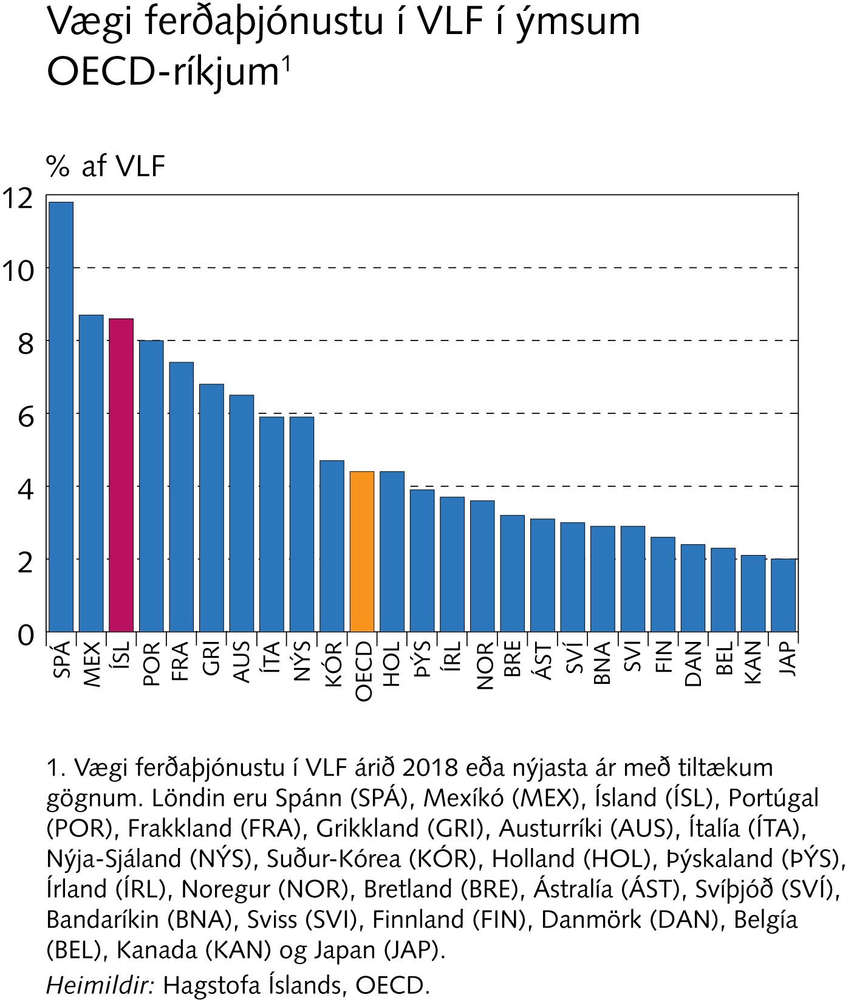 Vægi ferðaþjónustu í VLF í ýmsum
OECD-ríkjum¹
% af VLF
12
10
8
6
4
2
0
SPÁ
MEX
ÍSL
POR
FRA
GRI
AUS
ÍTA
NÝS
KÓR
OECD
HOL
ÞÝS
ÍRL
NOR
BRE
ÁST
SVÍ
BNA
SVI
FIN
DAN
BEL
KAN
JAP
1. Vægi ferðaþjónustu í VLF árið 2018 eða nýjasta ár með tiltækum
gögnum. Löndin eru Spánn (SPÁ), Mexíkó (MEX), Ísland (ÍSL), Portúgal
(POR), Frakkland (FRA), Grikkland (GRI), Austurríki (AUS), Ítalía (ÍTA),
Nýja-Sjáland (NÝS), Suður-Kórea (KÓR), Holland (HOL), Þýskaland (ÞÝS),
Írland (ÍRL), Noregur (NOR), Bretland (BRE), Ástralía (ÁST), Svíþjóð (SVÍ),
Bandaríkin (BNA), Sviss (SVI), Finnland (FIN), Danmörk (DAN), Belgía
(BEL), Kanada (KAN) og Japan (JAP).
Heimildir: Hagstofa Íslands, OECD.